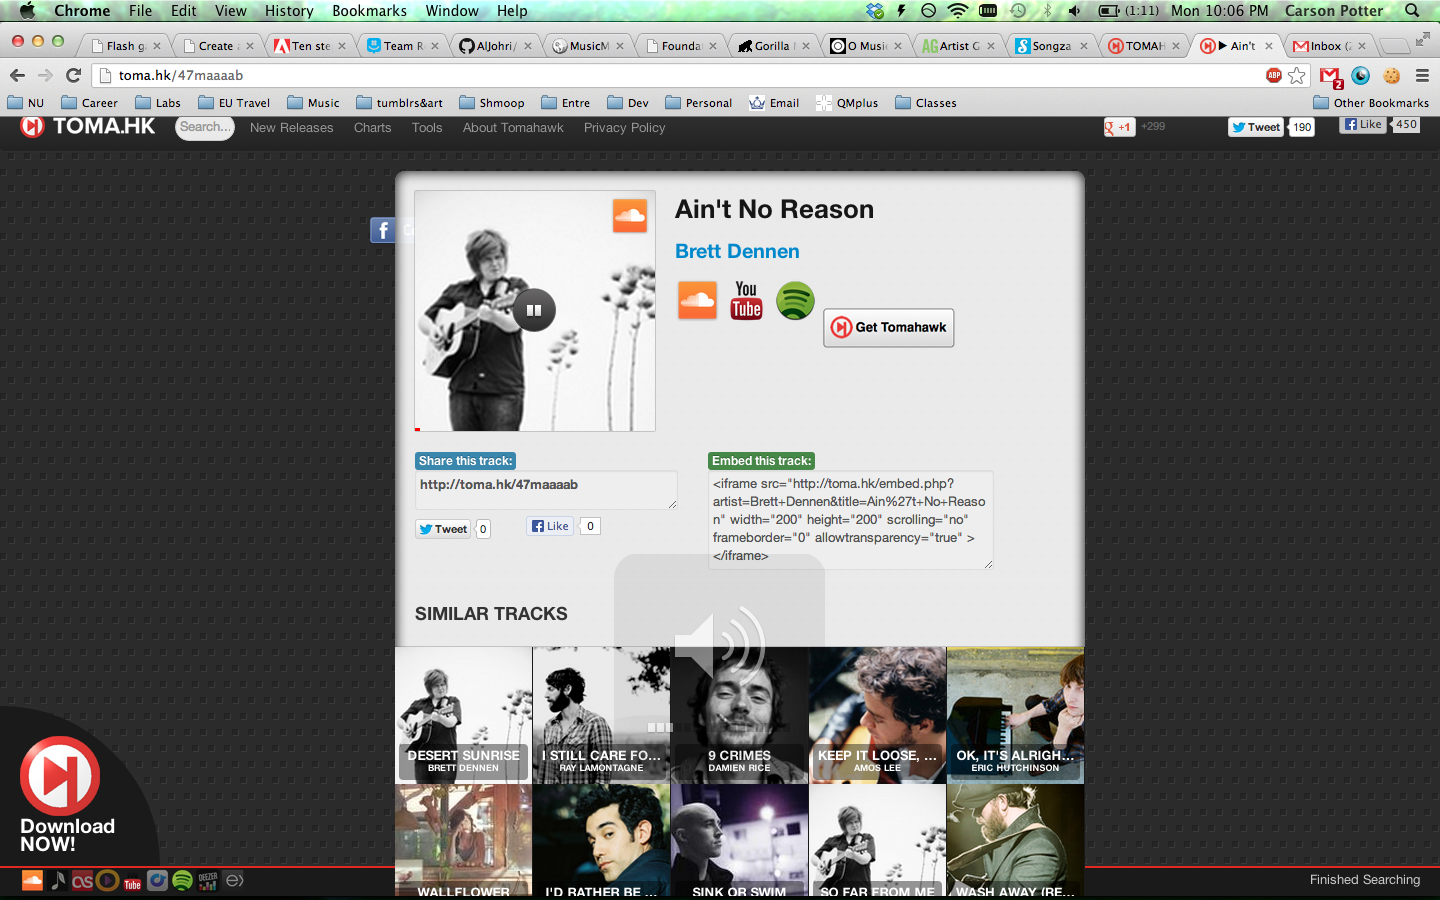 Chrome File Edit View History Bookmarks Window Help (1:11) Mon 10:06 PM Carson Potter
Flash g Create Ten ste Team R AlJohri/ MusicM Founda Gorilla O Music Artist G Songza TOMAH Ain't Inbox (2
toma.hk/47maaaab ABP 2
NU Career Labs EU Travel Music tumblrs&art Shmoop Entre Dev Personal Email QMplus Classes Other Bookmarks
TOMA.HK Search... New Releases Charts Tools About Tomahawk Privacy Policy +1 +299 Tweet 190 Like 450
Ain't No Reason
Brett Dennen
You
Tube
Get Tomahawk
Share this track: Embed this track:
http://toma.hk/47maaaab
<iframe src="http://toma.hk/embed.php?
artist=Brett+Dennen&title=Ain%27t+No+Reaso
n" width="200" height="200" scrolling="no"
frameborder="0" allowtransparency="true" >
</iframe>
Tweet 0 Like 0
SIMILAR TRACKS
DESERT SUNRISE
BRETT DENNEN
I STILL CARE FO...
RAY LAMONTAGNE
9 CRIMES
DAMIEN RICE
KEEP IT LOOSE, ...
AMOS LEE
OK, IT'S ALRIGH...
ERIC HUTCHINSON
WALLFLOWER I'D RATHER BE ... SINK OR SWIM SO FAR FROM ME WASH AWAY (RE...
Download
NOW!
as You Tube DEEZER
Finished Searching